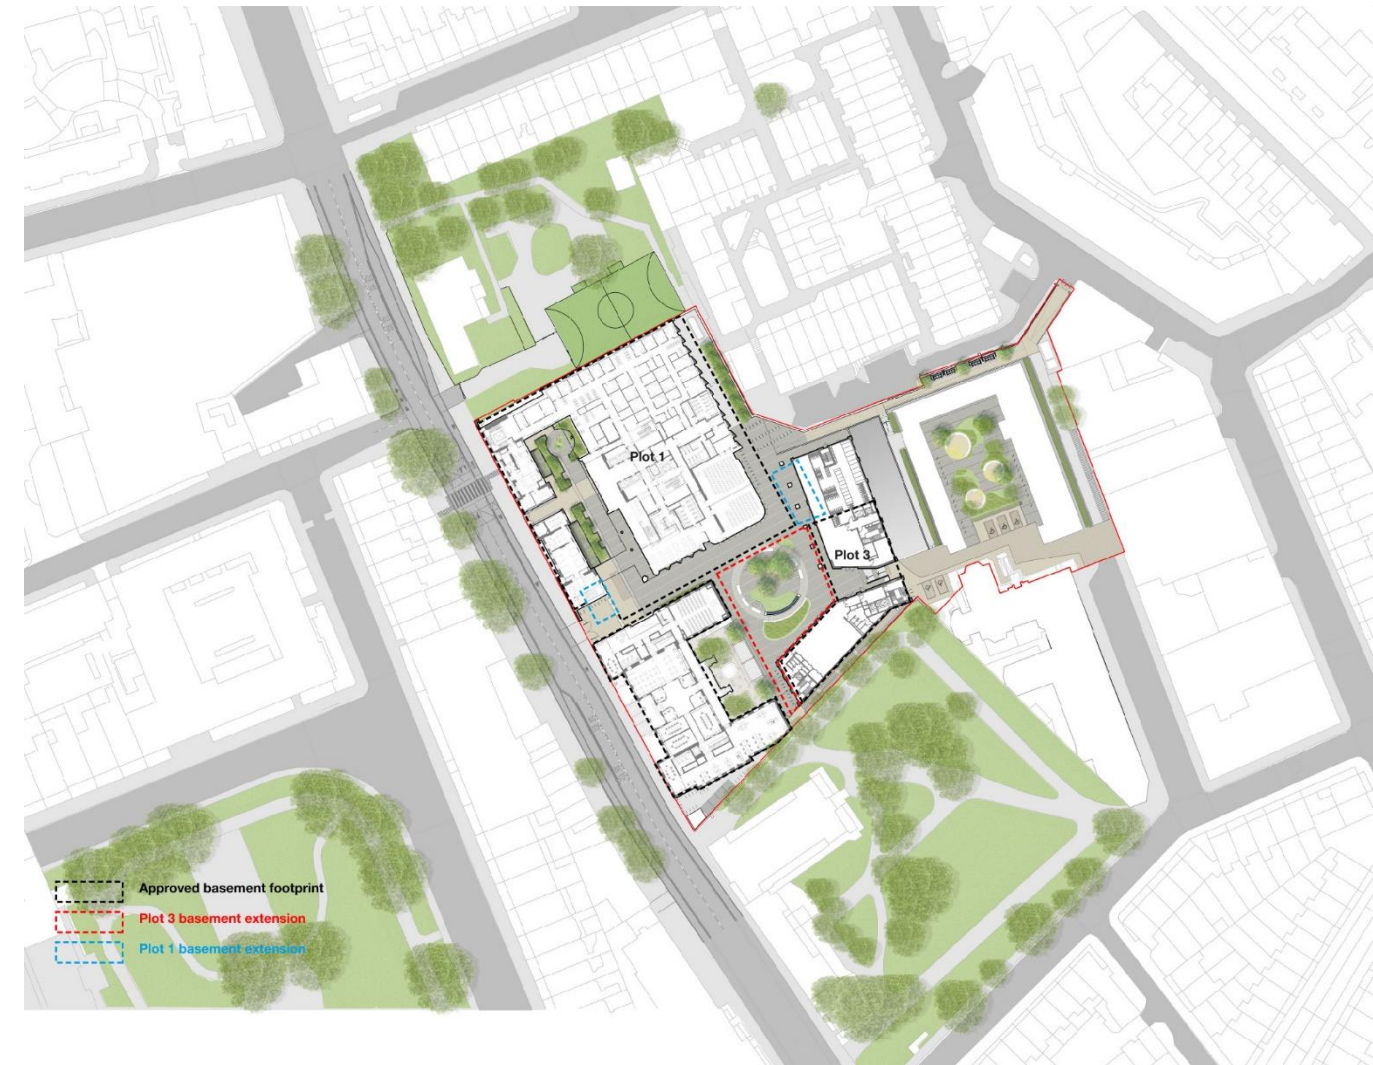 Plot 1
Plot 3
Approved basement footprint
Plot 3 basement extension
Plot 1 basement extension